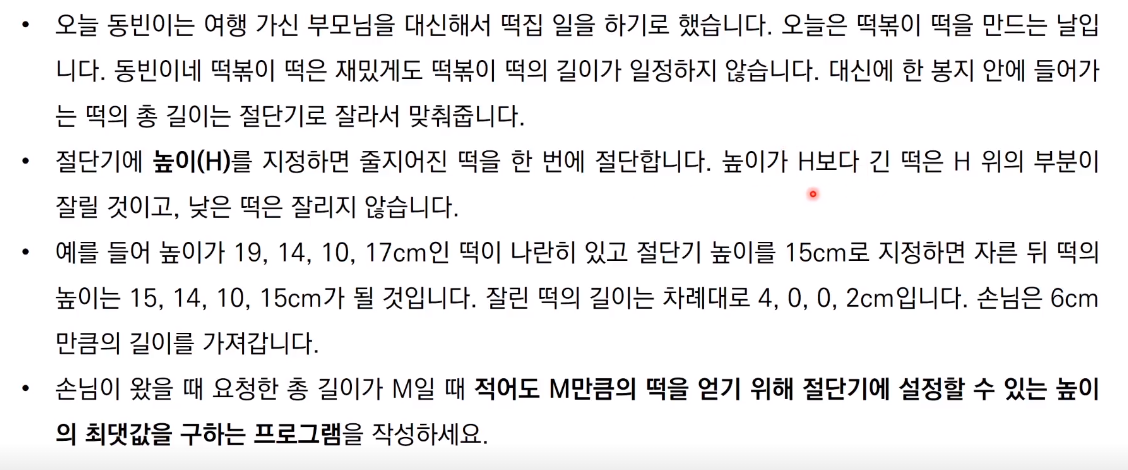 • 오늘 동빈이는 여행 가신 부모님을 대신해서 떡집 일을 하기로 했습니다. 오늘은 떡볶이 떡을 만드는 날입
니다. 동빈이네 떡볶이 떡은 재밌게도 떡볶이 떡의 길이가 일정하지 않습니다. 대신에 한 봉지 안에 들어가
는 떡의 총 길이는 절단기로 잘라서 맞춰줍니다.
• 절단기에 높이(H)를 지정하면 줄지어진 떡을 한 번에 절단합니다. 높이가 H보다 긴 떡은 H 위의 부분이
잘릴 것이고, 낮은 떡은 잘리지 않습니다.
• 예를 들어 높이가 19, 14, 10, 17cm인 떡이 나란히 있고 절단기 높이를 15cm로 지정하면 자른 뒤 떡의
높이는 15, 14, 10, 15cm가 될 것입니다. 잘린 떡의 길이는 차례대로 4, 0, 0, 2cm입니다. 손님은 6cm
만큼의 길이를 가져갑니다.
• 손님이 왔을 때 요청한 총 길이가 M일 때 적어도 M만큼의 떡을 얻기 위해 절단기에 설정할 수 있는 높이
의 최댓값을 구하는 프로그램을 작성하세요.